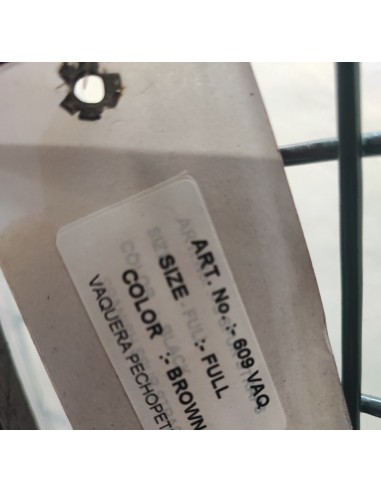 ART. No. :- 609 VAQ
SIZE :- FULL
COLOR :- BROWN
VAQUERA PECHOPET